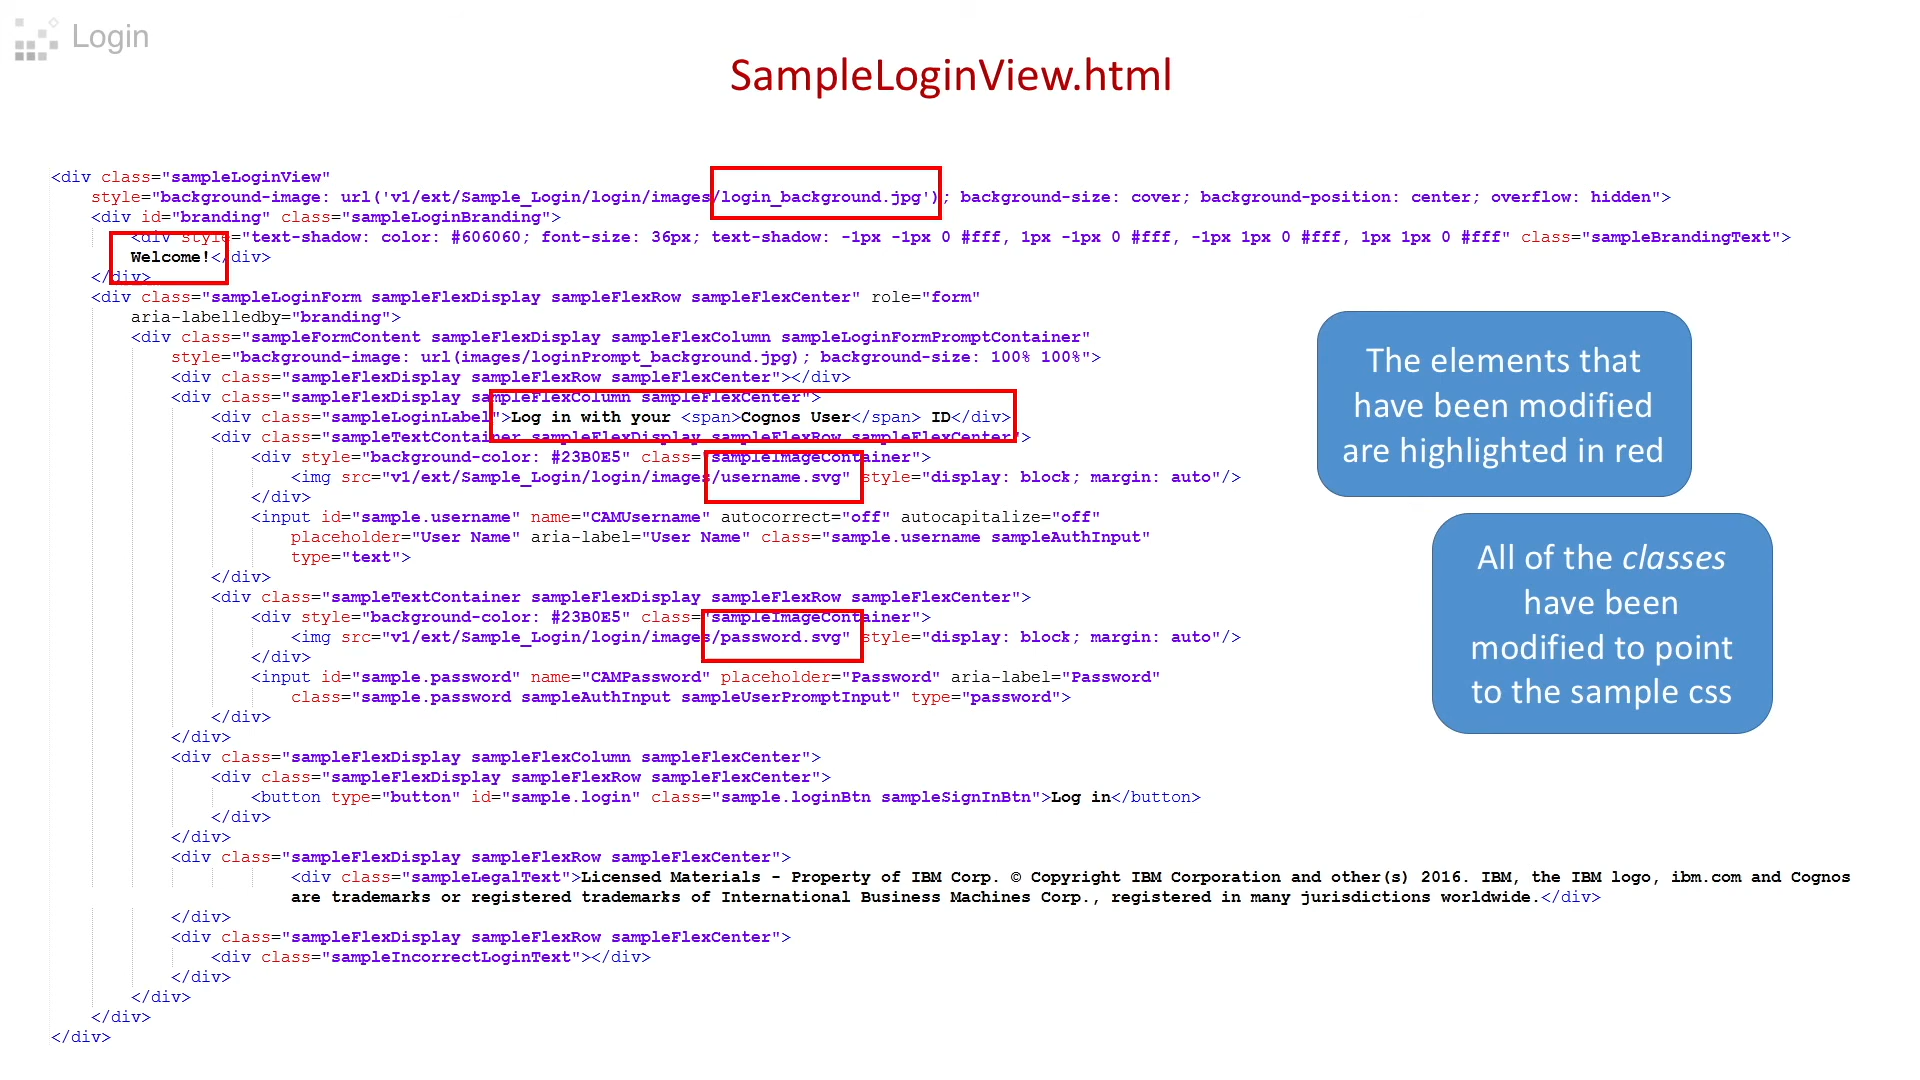 Login
SampleLoginView.html
<div class="sampleLoginView"
style="background-image: url('v1/ext/Sample_Login/login/images/login_background.jpg'); background-size: cover; background-position: center; overflow: hidden">
<div id="branding" class="sampleLoginBranding">
<div style="text-shadow: color: #606060; font-size: 36px; text-shadow: -1px -1px 0 #fff, 1px -1px 0 #fff, -1px 1px 0 #fff, 1px 1px 0 #fff" class="sampleBrandingText">
Welcome!</div>
</div>
<div class="sampleLoginForm sampleFlexDisplay sampleFlexRow sampleFlexCenter" role="form"
aria-labelledby="branding">
<div class="sampleFormContent sampleFlexDisplay sampleFlexColumn sampleLoginFormPromptContainer"
style="background-image: url(images/loginPrompt_background.jpg); background-size: 100% 100%">
<div class="sampleFlexDisplay sampleFlexRow sampleFlexCenter"></div>
<div class="sampleFlexDisplay sampleFlexColumn sampleFlexCenter">
<div class="sampleLoginLabel">Log in with your <span>Cognos User</span> ID</div>
<div class="sampleTextContainer sampleFlexDisplay sampleFlexRow sampleFlexCenter">
<div style="background-color: #23B0E5" class="sampleImageContainer">
<img src="v1/ext/Sample_Login/login/images/username.svg" style="display: block; margin: auto"/>
</div>
<input id="sample.username" name="CAMUsername" autocorrect="off" autocapitalize="off"
placeholder="User Name" aria-label="User Name" class="sample.username sampleAuthInput"
type="text">
</div>
<div class="sampleTextContainer sampleFlexDisplay sampleFlexRow sampleFlexCenter">
<div style="background-color: #23B0E5" class="sampleImageContainer">
<img src="v1/ext/Sample_Login/login/images/password.svg" style="display: block; margin: auto"/>
</div>
<input id="sample.password" name="CAMPassword" placeholder="Password" aria-label="Password"
class="sample.password sampleAuthInput sampleUserPromptInput" type="password">
</div>
</div>
<div class="sampleFlexDisplay sampleFlexColumn sampleFlexCenter">
<div class="sampleFlexDisplay sampleFlexRow sampleFlexCenter">
<button type="button" id="sample.login" class="sample.loginBtn sampleSignInBtn">Log in</button>
</div>
</div>
<div class="sampleFlexDisplay sampleFlexRow sampleFlexCenter">
<div class="sampleLegalText">Licensed Materials - Property of IBM Corp. © Copyright IBM Corporation and other(s) 2016. IBM, the IBM logo, ibm.com and Cognos
are trademarks or registered trademarks of International Business Machines Corp., registered in many jurisdictions worldwide.</div>
</div>
<div class="sampleFlexDisplay sampleFlexRow sampleFlexCenter">
<div class="sampleIncorrectLoginText"></div>
</div>
</div>
</div>
</div>
The elements that
have been modified
are highlighted in red
All of the classes
have been
modified to point
to the sample css